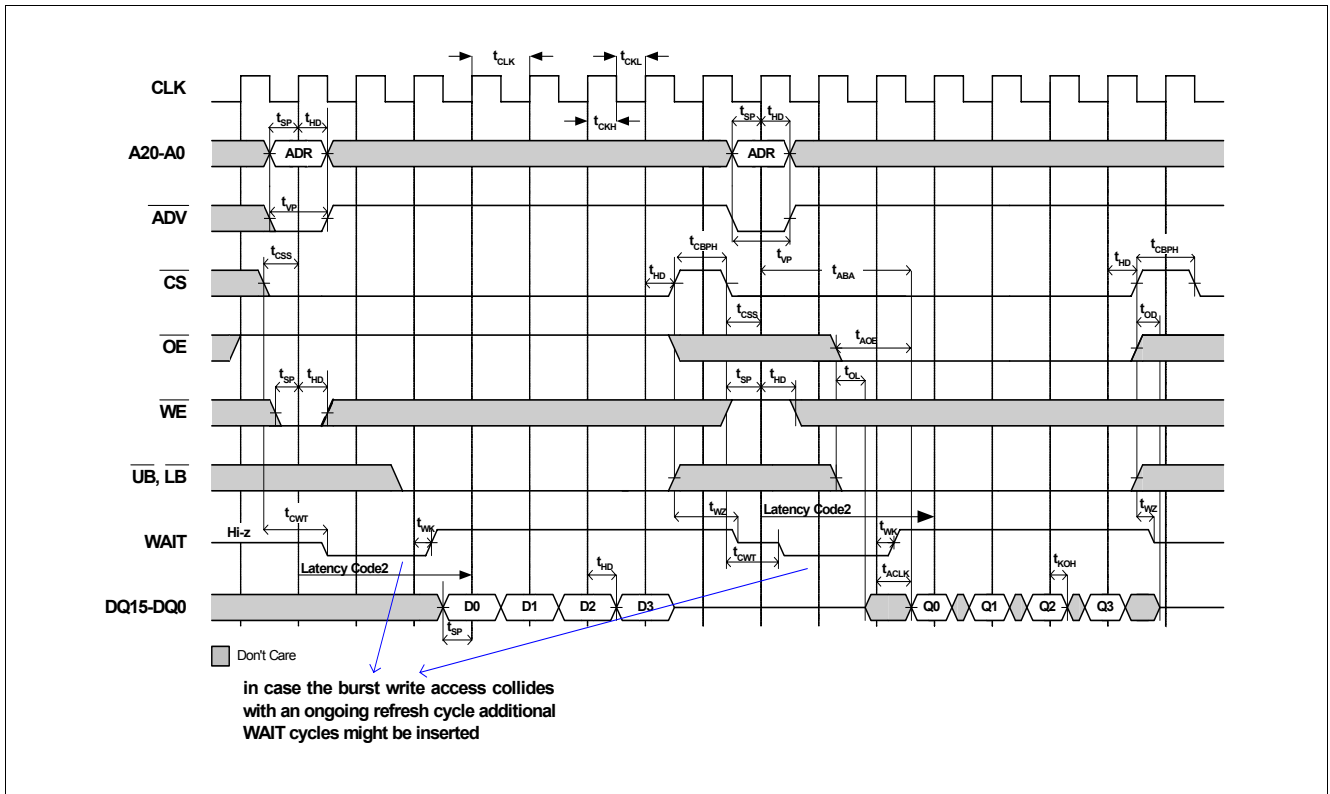 tCLK
tCKL
CLK
tSP
tHD
tCKH
tSP
tHD
A20-A0
ADR
ADR
tVP
ADV
tCSS
tCBPH
tVP
tCBPH
tHD
tABA
tHD
CS
tCSS
tOD
OE
tAOE
tSP
tHD
tSP
tHD
tOL
WE
UB, LB
tCWT
tWZ
Latency Code2
tWZ
Hi-z
tWK
tWK
WAIT
tCWT
Latency Code2
tHD
tACLK
tKOH
DQ15-DQ0
D0
D1
D2
D3
Q0
Q1
Q2
Q3
tSP
Don't Care
in case the burst write access collides
with an ongoing refresh cycle additional
WAIT cycles might be inserted